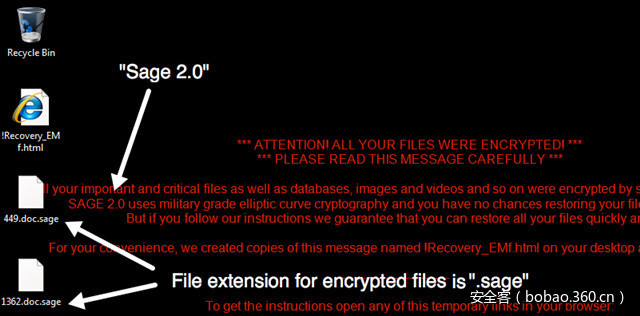 Recycle Bin
"Sage 2.0"
!Recovery_EM
f.html
*** ATTENTION! ALL YOUR FILES WERE ENCRYPTED! ***
*** PLEASE READ THIS MESSAGE CAREFULLY ***
ll your important and critical files as well as databases, images and videos and so on were encrypted by s
SAGE 2.0 uses military grade elliptic curve cryptography and you have no chances restoring your file
But if you follow our instructions we guarantee that you can restore all your files quickly a
449.doc.sage
For your convenience, we created copies of this message named !Recovery_EMf.html on your desktop a
File extension for encrypted files is ".sage"
1362.doc.sage
To get the instructions open any of this temporary links in your browser:
安全客（bobao.360.cn）